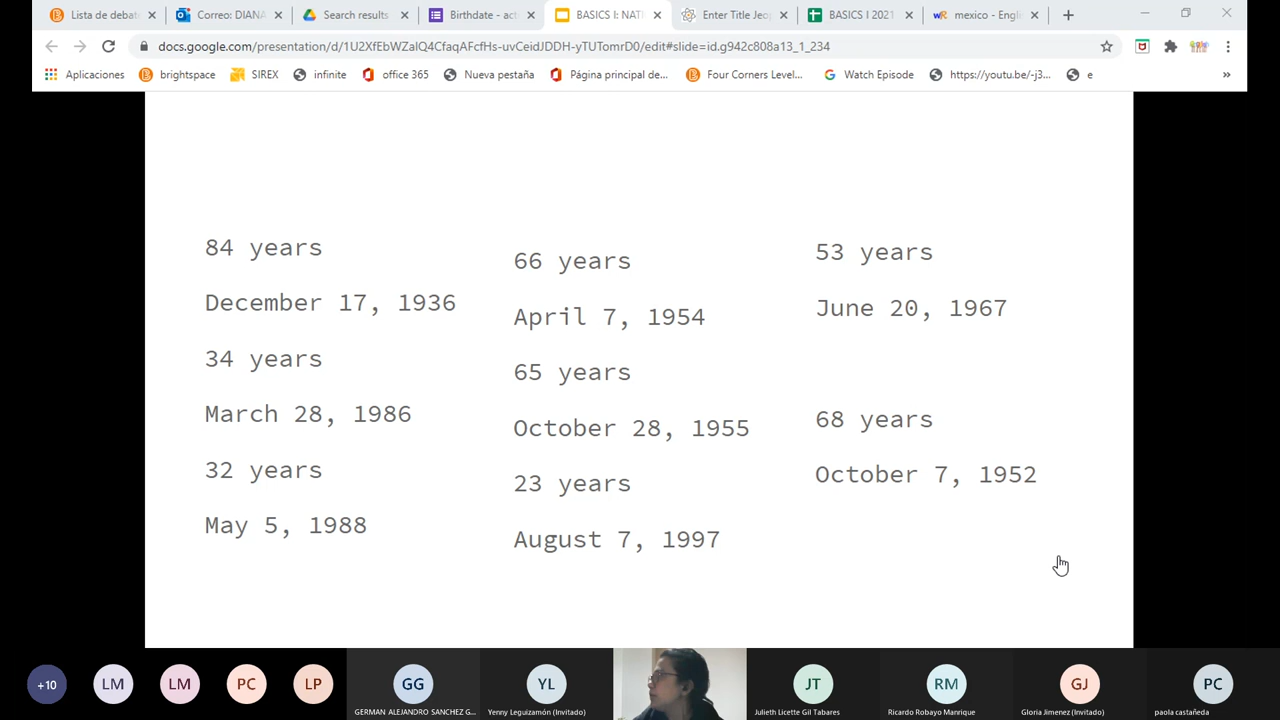 Lista de debat
Correo: DIANA
Search results
Birthdate - act
BASICS I: NAT
Enter Title Jeop
BASICS I 2021
mexico - Engli
docs.google.com/presentation/d/1U2XfEbWZalQ4CfaqAFcfHs-uvCeidJDDH-yTUTomrD0/edit#slide=id.g942c808a13_1_234
Aplicaciones
brightspace
SIREX
infinite
office 365
Nueva pestaña
Página principal de...
Four Corners Level...
Watch Episode
https://youtu.be/-j3...
e
»
84 years
December 17, 1936
34 years
March 28, 1986
32 years
May 5, 1988
66 years
April 7, 1954
65 years
October 28, 1955
23 years
August 7, 1997
53 years
June 20, 1967
68 years
October 7, 1952
+10
LM
LM
PC
LP
GG
GERMAN ALEJANDRO SANCHEZ G...
YL
Yenny Leguizamón (Invitado)
JT
Julieth Licette Gil Tabares
RM
Ricardo Robayo Manrique
GJ
Gloria Jimenez (Invitado)
PC
paola castañeda